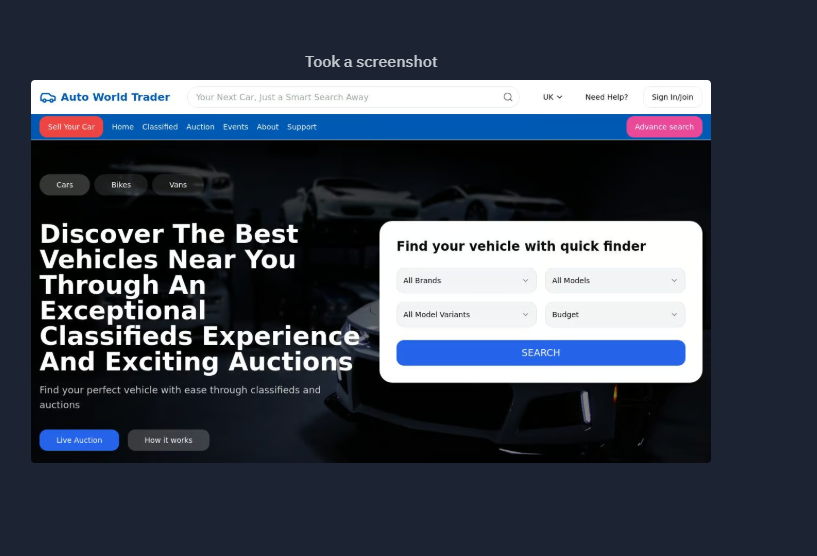 Took a screenshot
Auto World Trader
Your Next Car, Just a Smart Search Away
UK
Need Help?
Sign In/Join
Sell Your Car
Home
Classified
Auction
Events
About
Support
Advance search
Cars
Bikes
Vans
Discover The Best
Vehicles Near You
Through An
Exceptional
Classifieds Experience
And Exciting Auctions
Find your perfect vehicle with ease through classifieds and
auctions
Live Auction
How it works
Find your vehicle with quick finder
All Brands
All Models
All Model Variants
Budget
SEARCH